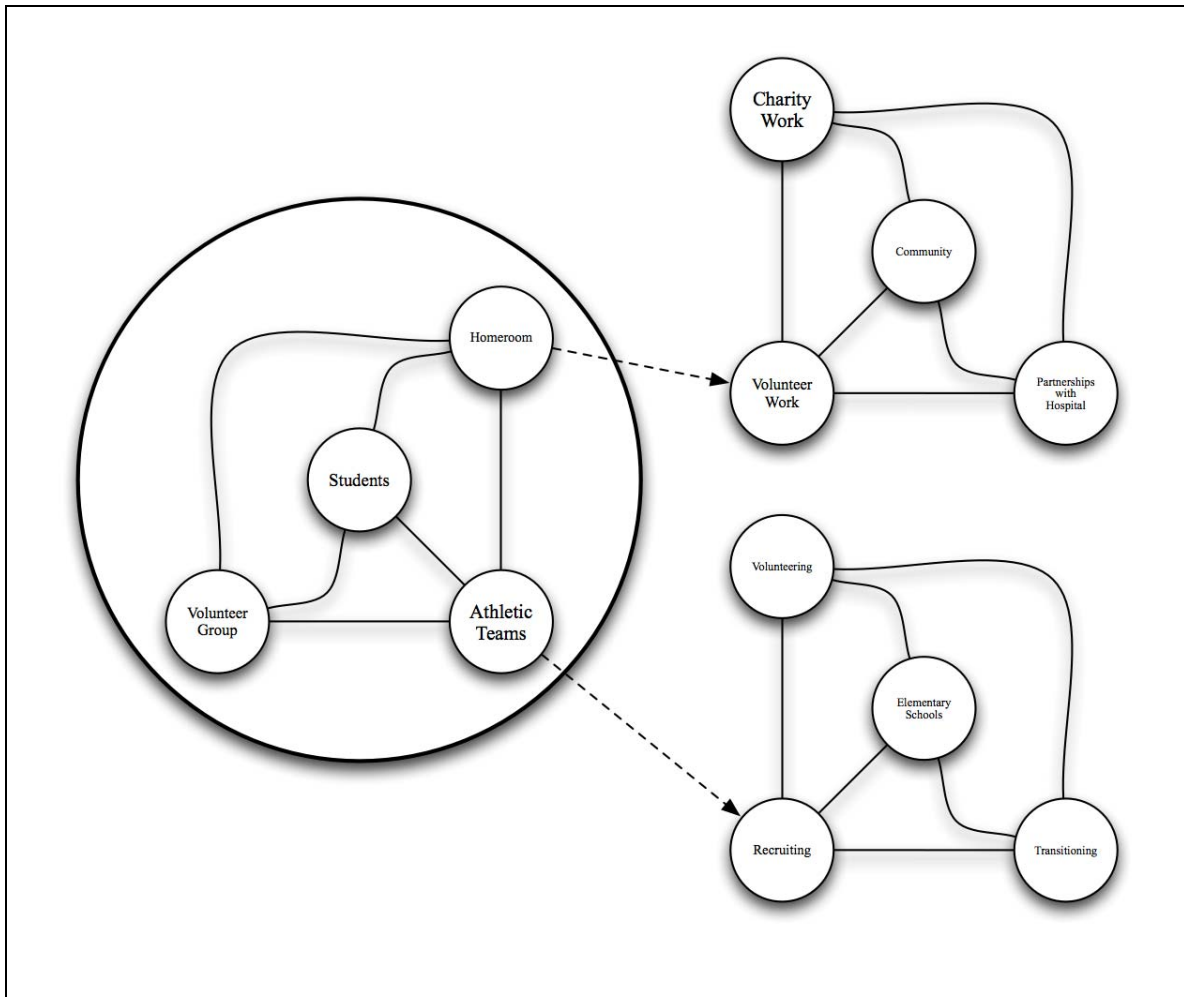 Homeroom
Students
Volunteer
Group
Athletic
Teams
Charity
Work
Community
Volunteer
Work
Partnerships
with
Hospital
Volunteering
Elementary
Schools
Recruiting
Transitioning